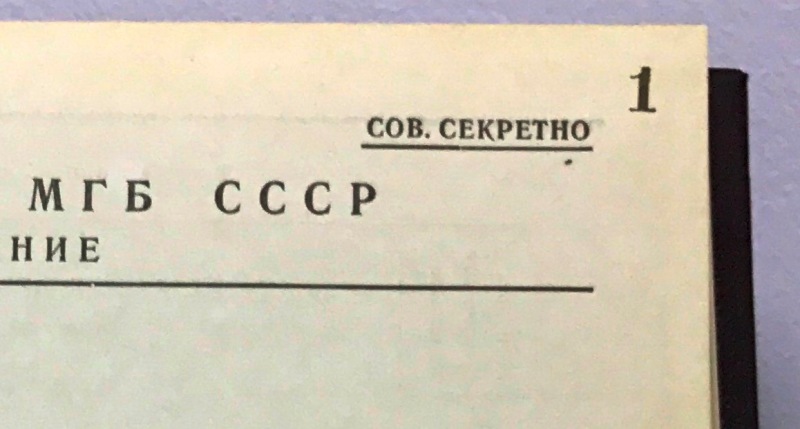 1
СОВ. СЕКРЕТНО
МГБ СССР
НИЕ